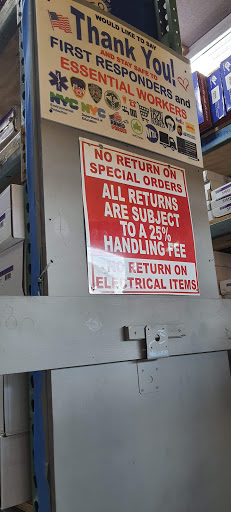 WOULD LIKE TO SAY
Thank You!
AND STAY SAFE TO
FIRST RESPONDERS and
ESSENTIAL WORKERS
NYC NYC
NO RETURN ON
SPECIAL ORDERS
ALL RETURNS
ARE SUBJECT
TO A 25%
HANDLING FEE
NO RETURN ON
ELECTRICAL ITEMS